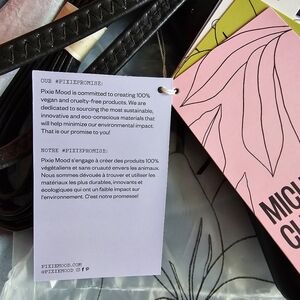 OUR #PIXIEPROMISE:
Pixie Mood is committed to creating 100%
vegan and cruelty-free products. We are
dedicated to sourcing the most sustainable,
innovative and eco-conscious materials that
will help minimize our environmental impact.
That is our promise to you!
NOTRE #PIXIEPROMISE:
Pixie Mood s'engage à créer des produits 100%
végétaliens et sans cruauté envers les animaux.
Nous sommes dévoués à trouver et utiliser les
matériaux les plus durables, innovants et
écologiques qui ont un faible impact sur
l'environnement. C'est notre promesse!
PIXIEMOOD.COM
@PIXIEMOOD